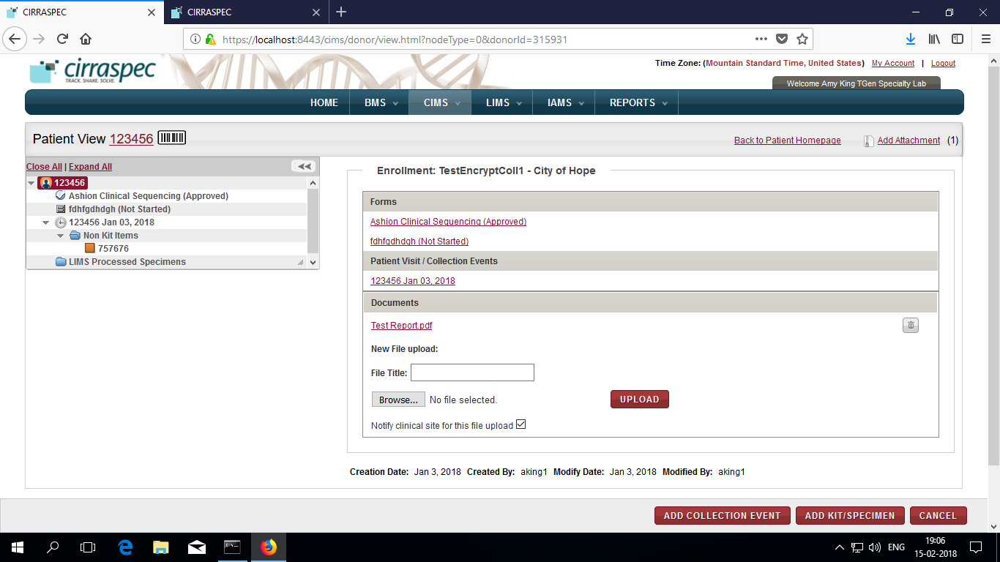 CIRRASPEC
CIRRASPEC
https://localhost:8443/cims/donor/view.html?nodeType=0&donorId=315931
cirraspec
TRACK. SHARE. SOLVE.
Time Zone: (Mountain Standard Time, United States) My Account | Logout
Welcome Amy King TGen Specialty Lab
HOME BMS CIMS LIMS IAMS REPORTS
Patient View 123456
Back to Patient Homepage Add Attachment (1)
Close All | Expand All
123456
Ashion Clinical Sequencing (Approved)
fdhfgdhdgh (Not Started)
123456 Jan 03, 2018
Non Kit Items
757676
LIMS Processed Specimens
Enrollment: TestEncryptColl1 - City of Hope
Forms
Ashion Clinical Sequencing (Approved)
fdhfgdhdgh (Not Started)
Patient Visit / Collection Events
123456 Jan 03, 2018
Documents
Test Report.pdf
New File upload:
File Title:
Browse... No file selected. UPLOAD
Notify clinical site for this file upload
Creation Date: Jan 3, 2018 Created By: aking1 Modify Date: Jan 3, 2018 Modified By: aking1
ADD COLLECTION EVENT ADD KIT/SPECIMEN CANCEL
ENG
19:06
15-02-2018